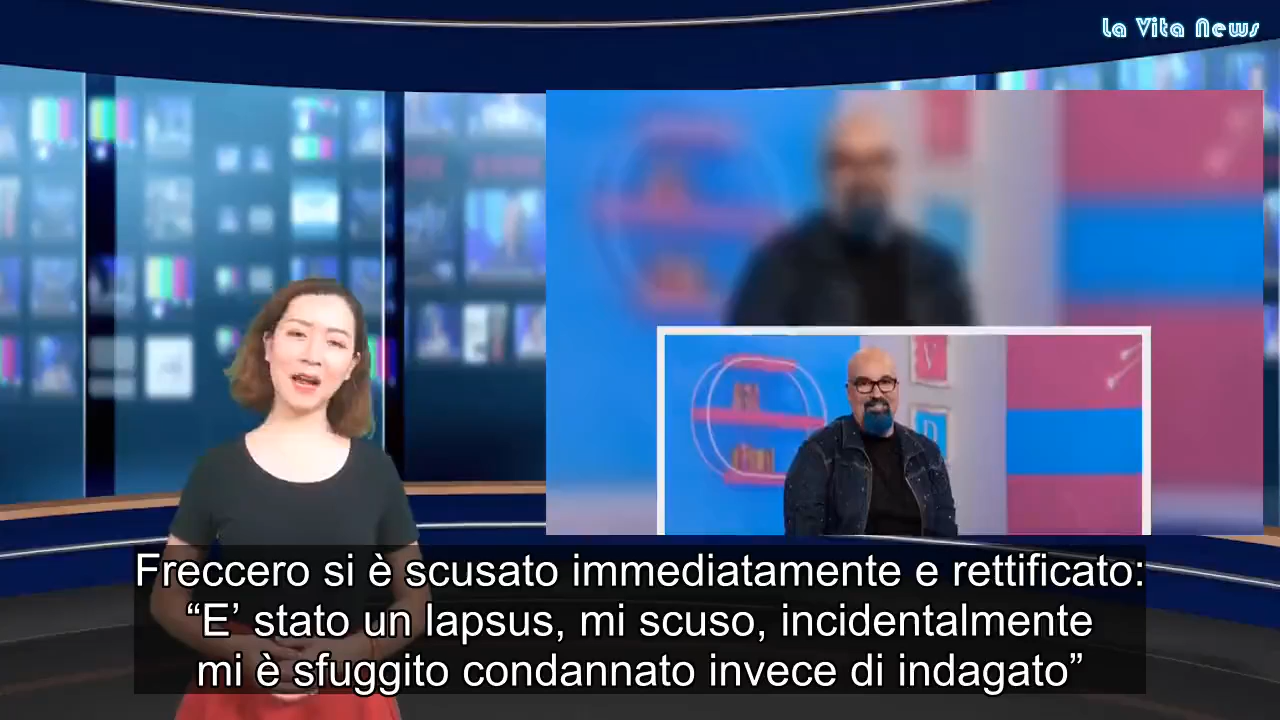 La Vita News
Freccero si è scusato immediatamente e rettificato:
“E’ stato un lapsus, mi scuso, incidentalmente
mi è sfuggito condannato invece di indagato”